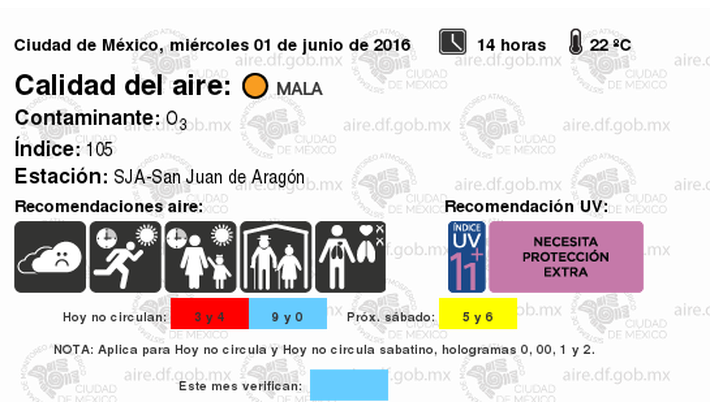 Ciudad de México, miércoles 01 de junio de 2016 14 horas 22 ºC
Calidad del aire: MALA
Contaminante: O3
Índice: 105
Estación: SJA-San Juan de Aragón
Recomendaciones aire: Recomendación UV:
ÍNDICE
UV
11+
NECESITA
PROTECCIÓN
EXTRA
Hoy no circulan: 3 y 4 9 y 0 Próx. sábado: 5 y 6
NOTA: Aplica para Hoy no circula y Hoy no circula sabatino, hologramas 0, 00, 1 y 2.
Este mes verifican:
aire.df.gob.mx
CIUDAD
DE MÉXICO